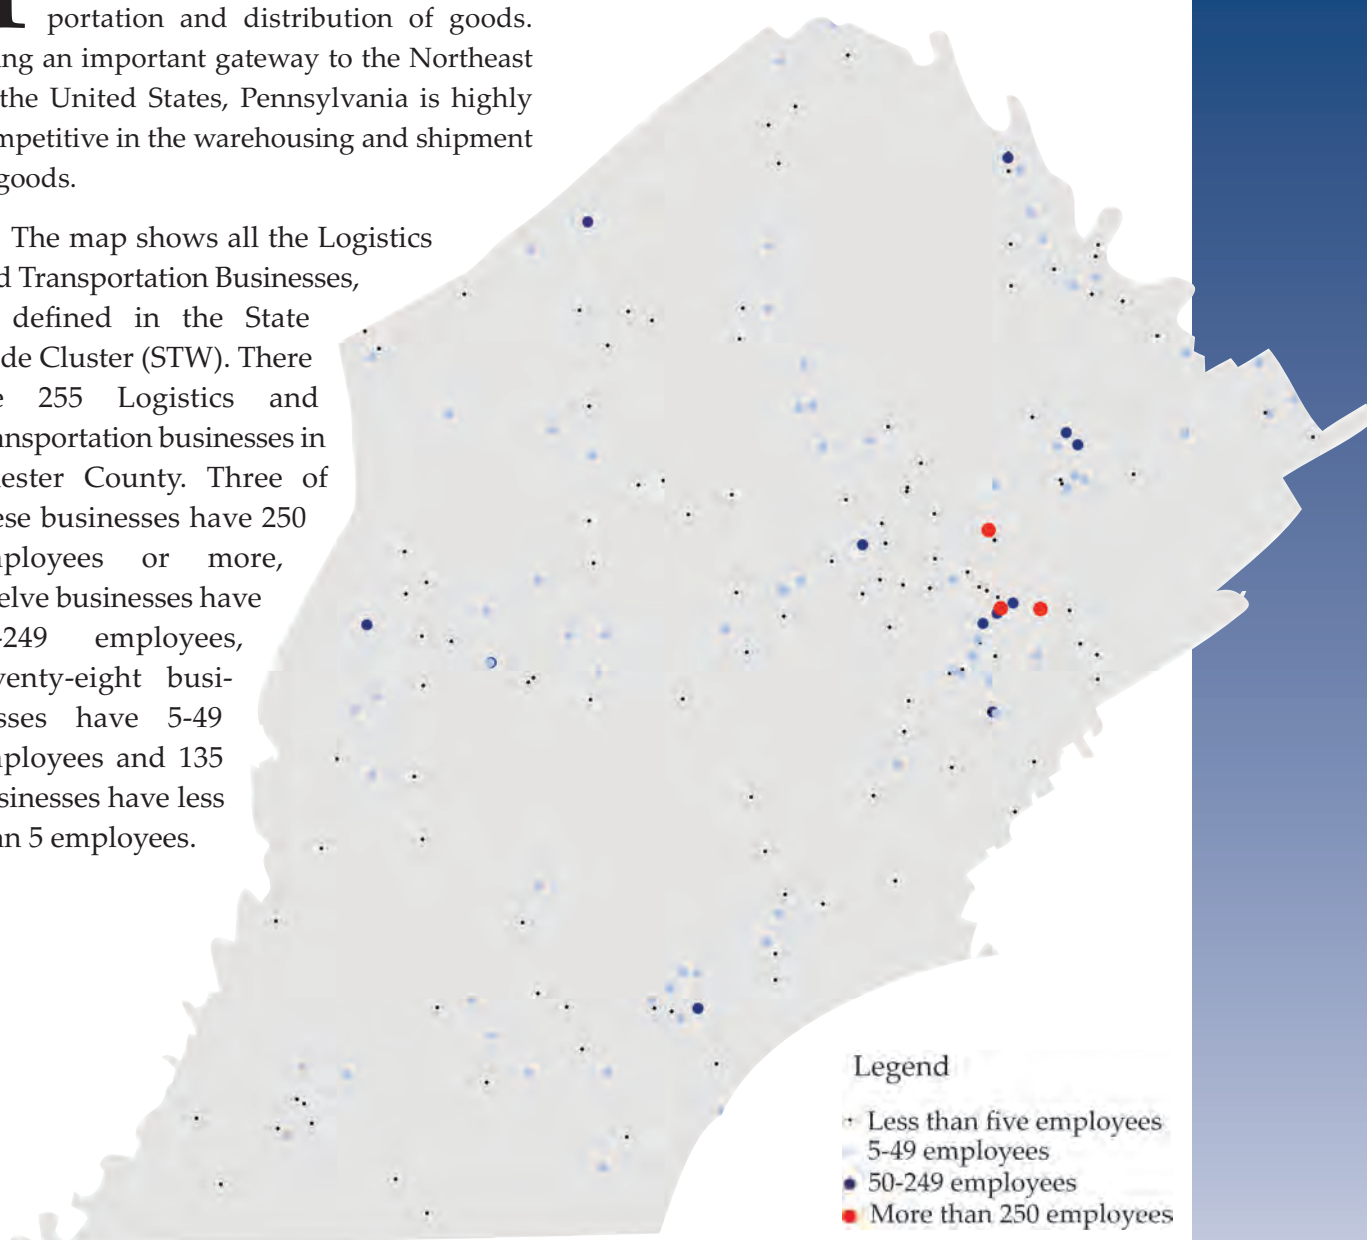 portation and distribution of goods.
ing an important gateway to the Northeast
the United States, Pennsylvania is highly
mpetitive in the warehousing and shipment
goods.
The map shows all the Logistics
d Transportation Businesses,
defined in the State
de Cluster (STW). There
e 255 Logistics and
ansportation businesses in
ester County. Three of
ese businesses have 250
ployees or more,
elve businesses have
-249 employees,
venty-eight busi-
sses have 5-49
ployees and 135
sinesses have less
an 5 employees.
Legend
Less than five employees
5-49 employees
50-249 employees
More than 250 employees